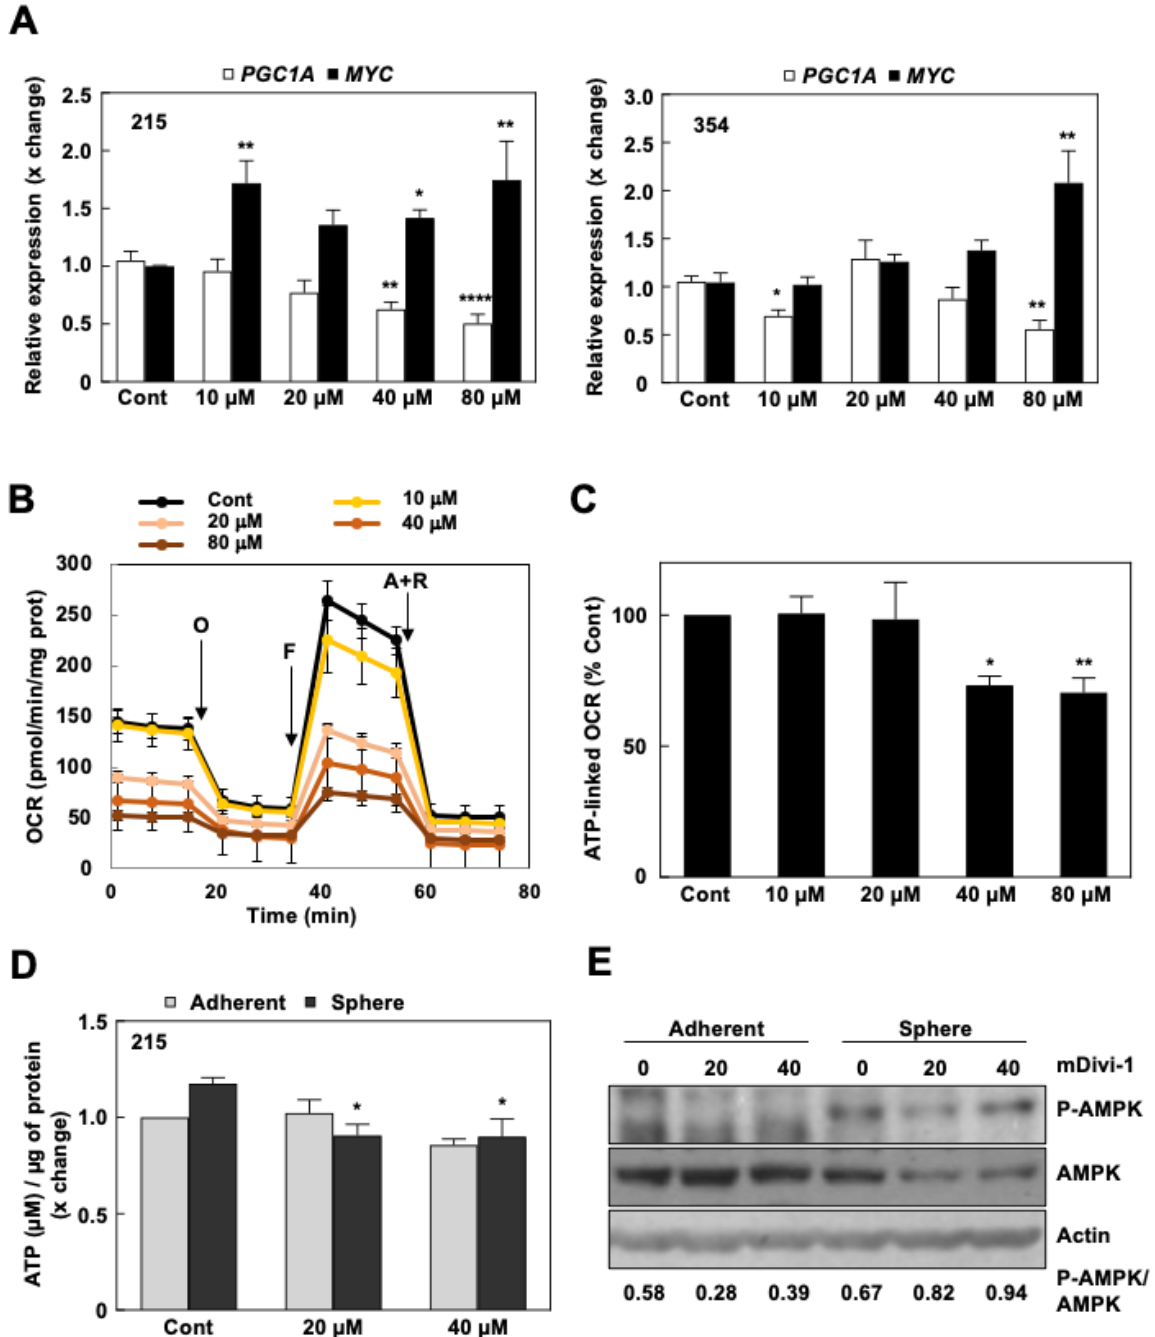 A
PGC1A MYC
Relative expression (x change)
2.5
2.0
1.5
1.0
0.5
0
215
** * ** ** ****
Cont 10 µM 20 µM 40 µM 80 µM
PGC1A MYC
Relative expression (x change)
3.0
2.5
2.0
1.5
1.0
0.5
0
354
* ** **
Cont 10 µM 20 µM 40 µM 80 µM
B
Cont 10 µM
20 µM 40 µM
80 µM
OCR (pmol/min/mg prot)
300
250
200
150
100
50
0
O F A+R
0 20 40 60 80
Time (min)
C
ATP-linked OCR (% Cont)
100
50
0
* **
Cont 10 µM 20 µM 40 µM 80 µM
D
Adherent Sphere
ATP (µM) / µg of protein
(x change)
1.5
1.0
0.5
0
215
* *
Cont 20 µM 40 µM
E
Adherent Sphere
0 20 40 0 20 40 mDivi-1
P-AMPK
AMPK
Actin
0.58 0.28 0.39 0.67 0.82 0.94 P-AMPK/
AMPK